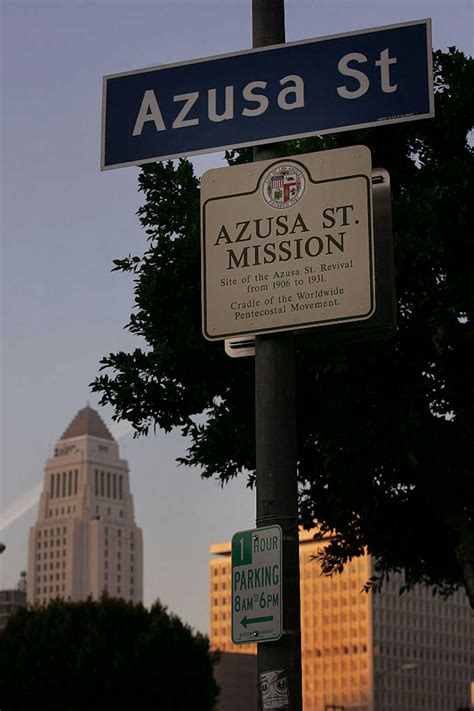 Azusa St
AZUSA ST.
MISSION
Site of the Azusa St. Revival
from 1906 to 1931.
Cradle of the Worldwide
Pentecostal Movement.
1 HOUR
PARKING
8AM TO 6PM